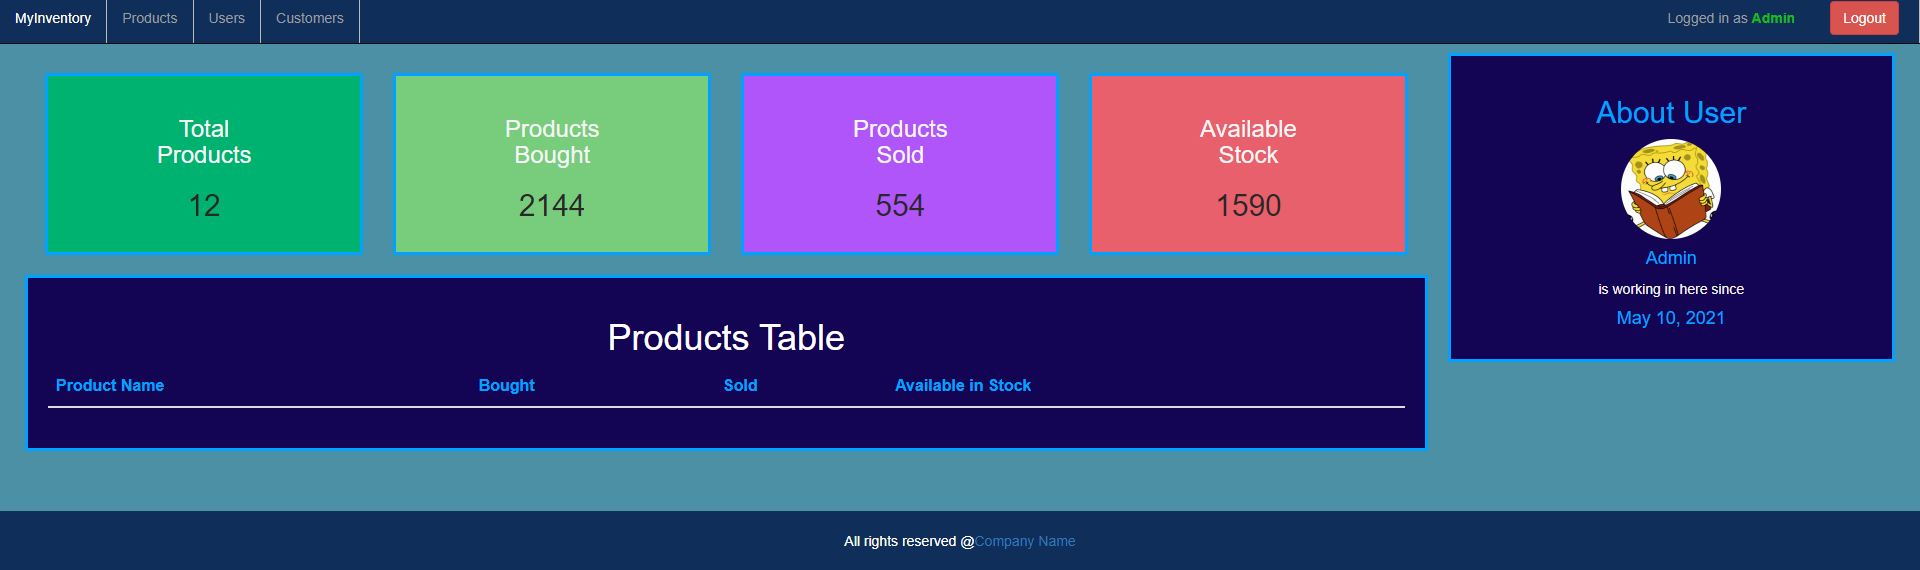 MyInventory Products Users Customers Logged in as Admin Logout
Total
Products
12
Products
Bought
2144
Products
Sold
554
Available
Stock
1590
About User
Admin
is working in here since
May 10, 2021
Products Table
Product Name Bought Sold Available in Stock
All rights reserved @Company Name